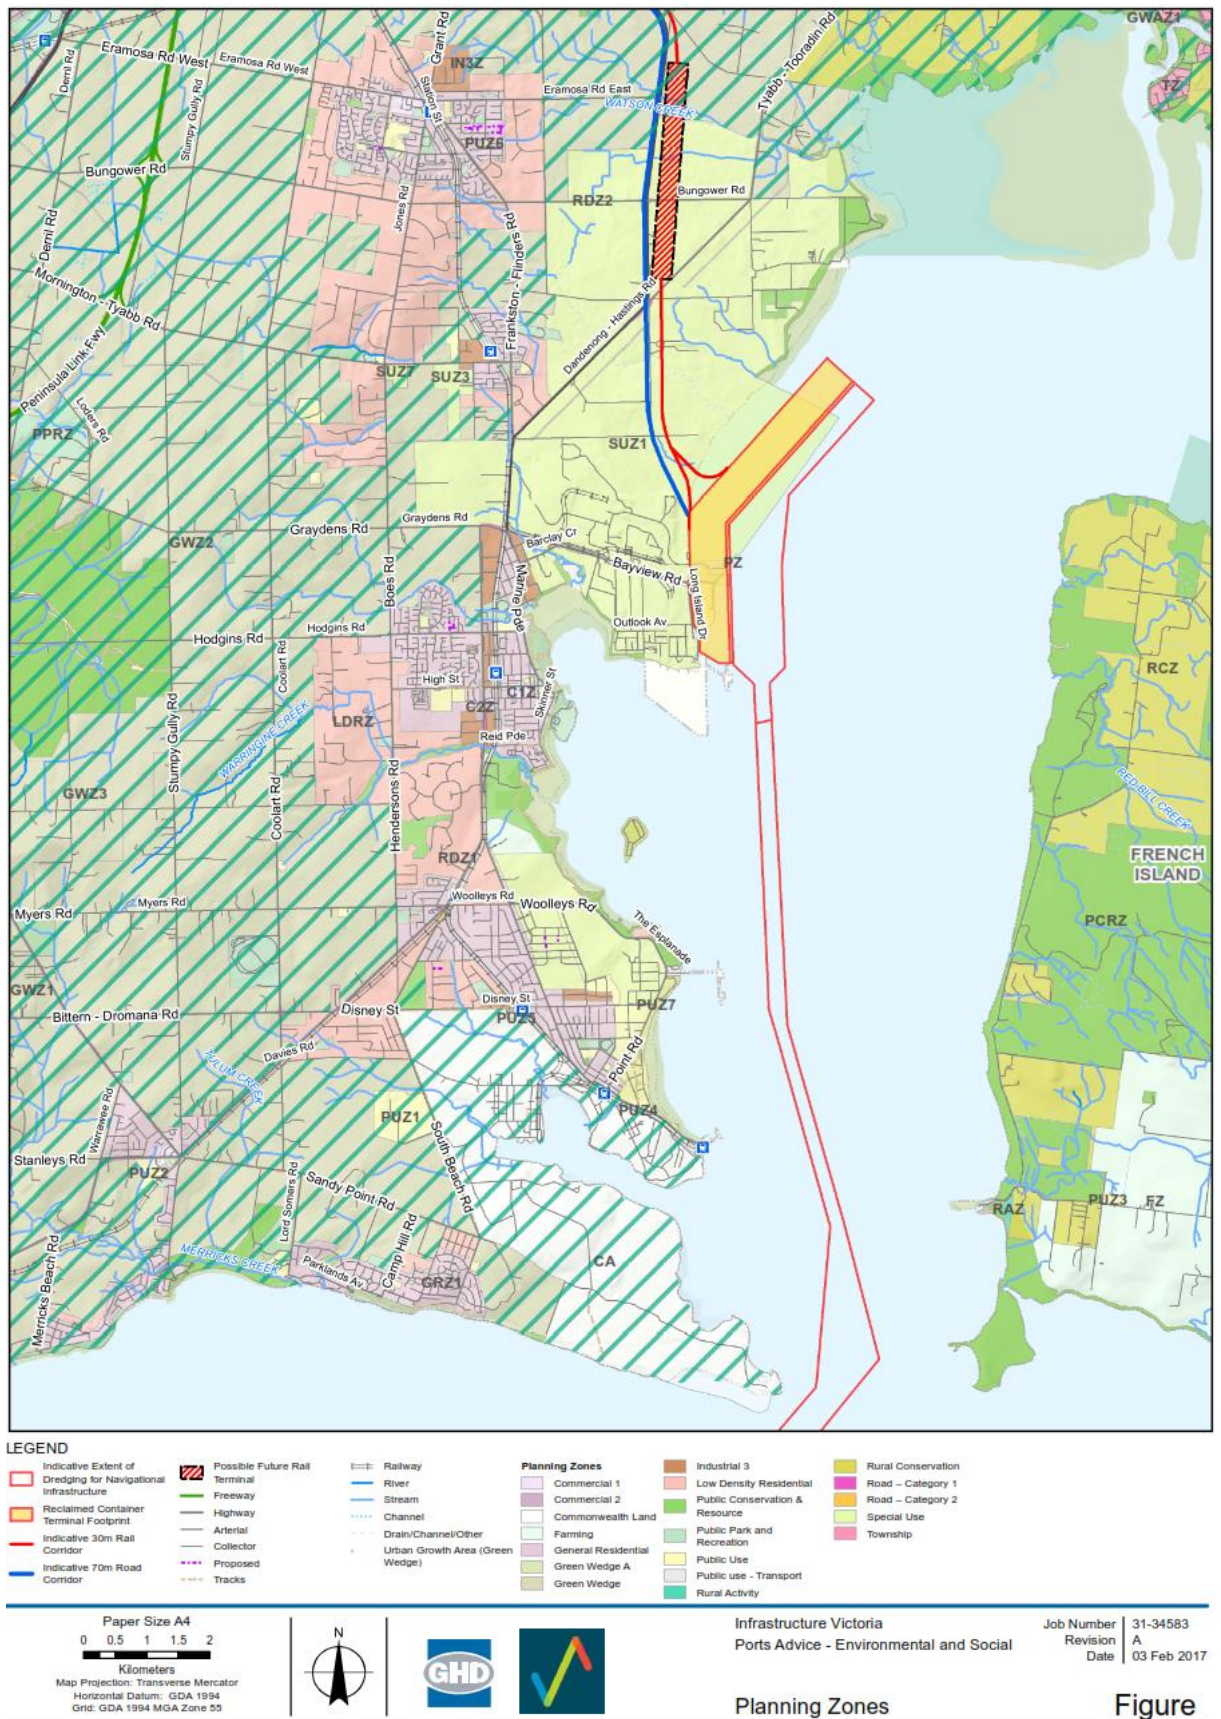 GWAZ1
Grant Rd
Tyabb - Tooradin Rd
Derril Rd
Eramosa Rd West
Eramosa Rd West
IN3Z
Station St
Eramosa Rd East
WATSON CREEK
TZ
Stumpy Gully Rd
PUZ6
Bungower Rd
Jones Rd
RDZ2
Bungower Rd
Derril Rd
Frankston - Flinders Rd
Mornington - Tyabb Rd
Dandenong - Hastings Rd
Peninsula Link Fwy
SUZ7
SUZ3
Loders Rd
PPRZ
SUZ1
Graydens Rd
Graydens Rd
GWZ2
Barclay Cr
Bayview Rd
PZ
Boes Rd
Marine Pde
Long Island Dr
Hodgins Rd
Hodgins Rd
Outlook Av
Coolart Rd
High St
C1Z
Skinner St
RCZ
Stumpy Gully Rd
LDRZ
C2Z
Reid Pde
WARRINGINE CREEK
GWZ3
Coolart Rd
Hendersons Rd
RED BILL CREEK
RDZ1
FRENCH
ISLAND
Myers Rd
Myers Rd
Woolleys Rd
Woolleys Rd
The Esplanade
PCRZ
GWZ1
Bittern - Dromana Rd
Disney St
Disney St
PUZ5
PUZ7
Davies Rd
TULUM CREEK
Point Rd
Warrawee Rd
PUZ1
PUZ4
South Beach Rd
Stanleys Rd
PUZ2
Sandy Point Rd
Lord Somers Rd
RAZ
PUZ3
FZ
Merricks Beach Rd
MERRICKS CREEK
Parklands Av
Camp Hill Rd
GRZ1
CA
LEGEND
Indicative Extent of
Dredging for Navigational
Infrastructure
Reclaimed Container
Terminal Footprint
Indicative 30m Rail
Corridor
Indicative 70m Road
Corridor
Possible Future Rail
Terminal
Freeway
Highway
Arterial
Collector
Proposed
Tracks
Railway
River
Stream
Channel
Drain/Channel/Other
Urban Growth Area (Green
Wedge)
Planning Zones
Commercial 1
Commercial 2
Commonwealth Land
Farming
General Residential
Green Wedge A
Green Wedge
Industrial 3
Low Density Residential
Public Conservation &
Resource
Public Park and
Recreation
Public Use
Public use - Transport
Rural Activity
Rural Conservation
Road – Category 1
Road – Category 2
Special Use
Township
Paper Size A4
0 0.5 1 1.5 2
Kilometers
Map Projection: Transverse Mercator
Horizontal Datum: GDA 1994
Grid: GDA 1994 MGA Zone 55
N
GHD
Infrastructure Victoria
Ports Advice - Environmental and Social
Planning Zones
Job Number 31-34583
Revision A
Date 03 Feb 2017
Figure